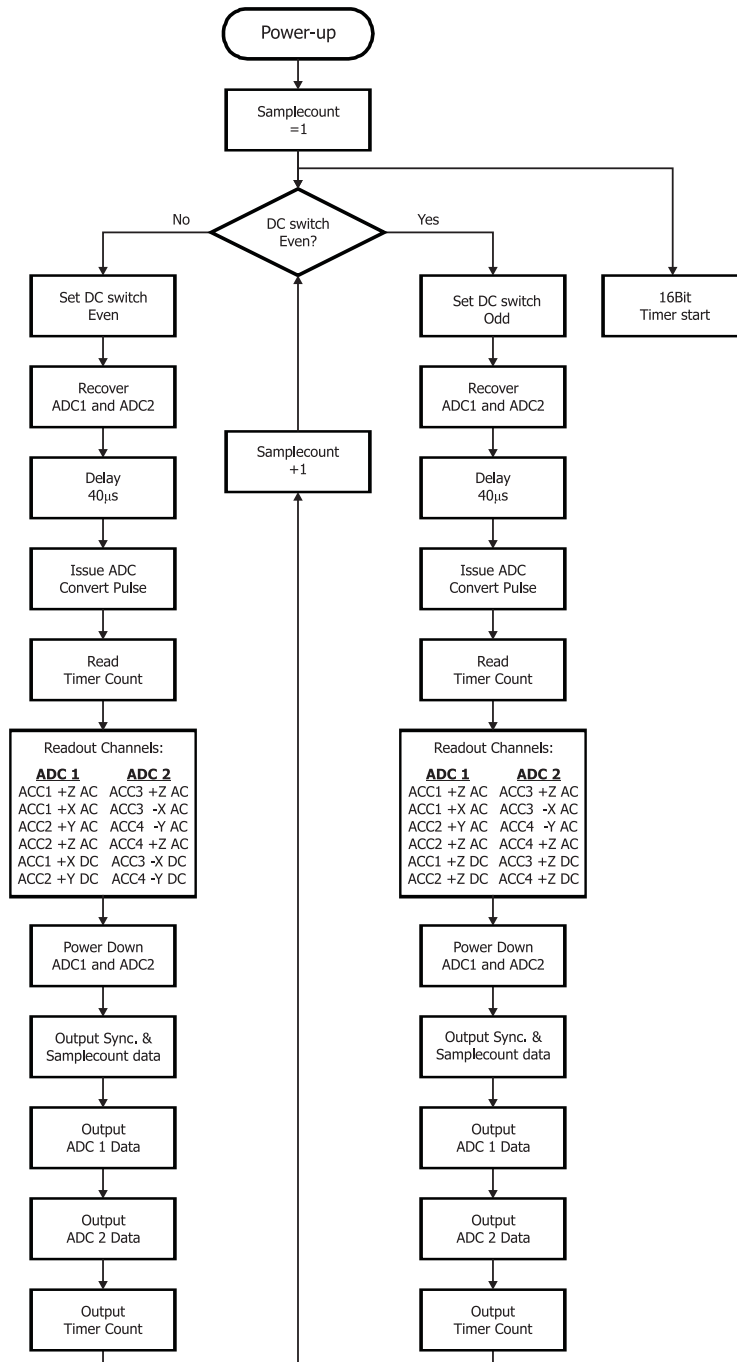 Power-up
Samplecount
=1
DC switch
Even?
No
Yes
Set DC switch
Even
Recover
ADC1 and ADC2
Delay
40μs
Issue ADC
Convert Pulse
Read
Timer Count
Readout Channels:
ADC 1 ADC 2
ACC1 +Z AC ACC3 +Z AC
ACC1 +X AC ACC3 -X AC
ACC2 +Y AC ACC4 -Y AC
ACC2 +Z AC ACC4 +Z AC
ACC1 +X DC ACC3 -X DC
ACC2 +Y DC ACC4 -Y DC
Power Down
ADC1 and ADC2
Output Sync. &
Samplecount data
Output
ADC 1 Data
Output
ADC 2 Data
Output
Timer Count
Samplecount
+1
Set DC switch
Odd
Recover
ADC1 and ADC2
Delay
40μs
Issue ADC
Convert Pulse
Read
Timer Count
Readout Channels:
ADC 1 ADC 2
ACC1 +Z AC ACC3 +Z AC
ACC1 +X AC ACC3 -X AC
ACC2 +Y AC ACC4 -Y AC
ACC2 +Z AC ACC4 +Z AC
ACC1 +Z DC ACC3 +Z DC
ACC2 +Z DC ACC4 +Z DC
Power Down
ADC1 and ADC2
Output Sync. &
Samplecount data
Output
ADC 1 Data
Output
ADC 2 Data
Output
Timer Count
16Bit
Timer start